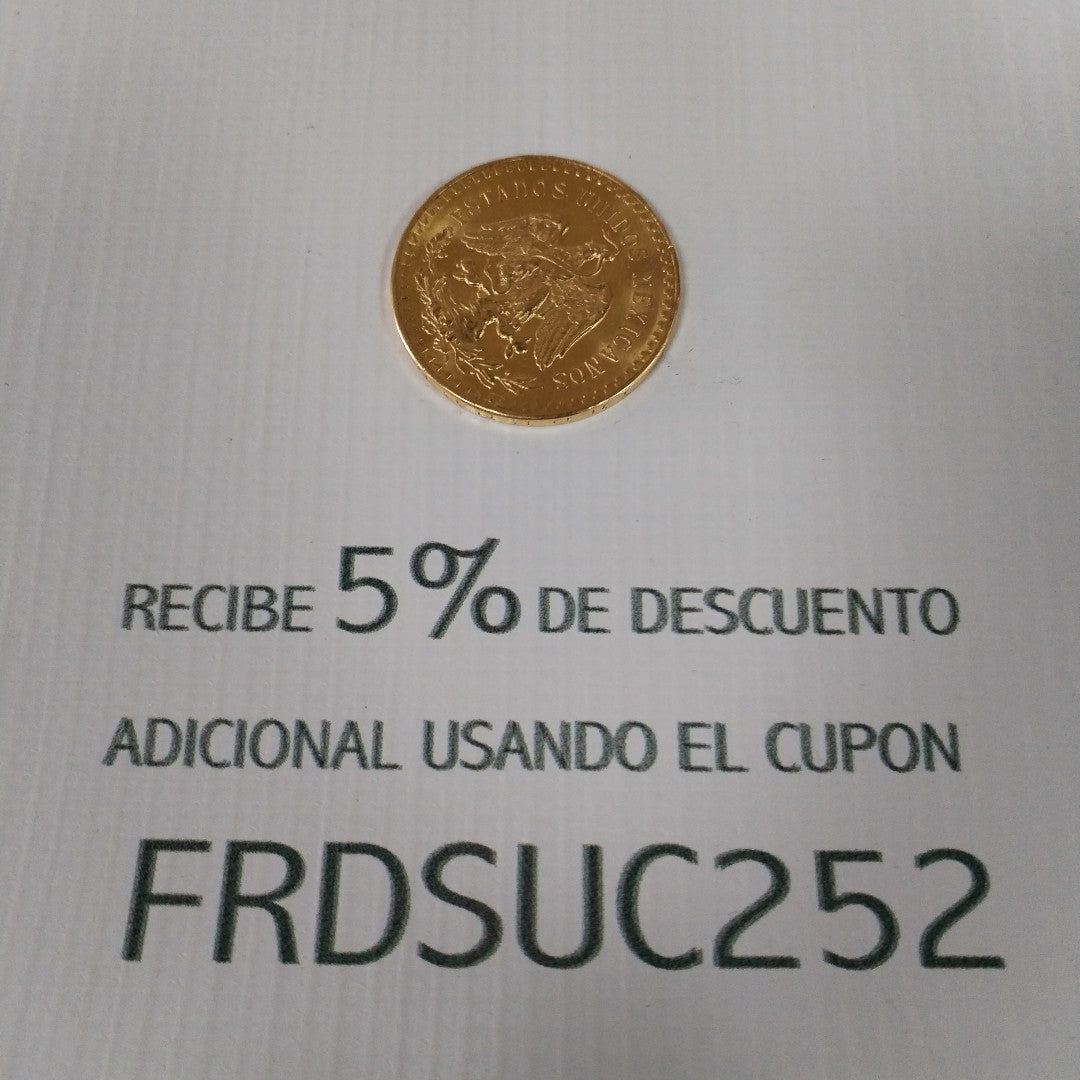 ESTADOS UNIDOS MEXICANOS
RECIBE 5% DE DESCUENTO
ADICIONAL USANDO EL CUPON
FRDSUC252